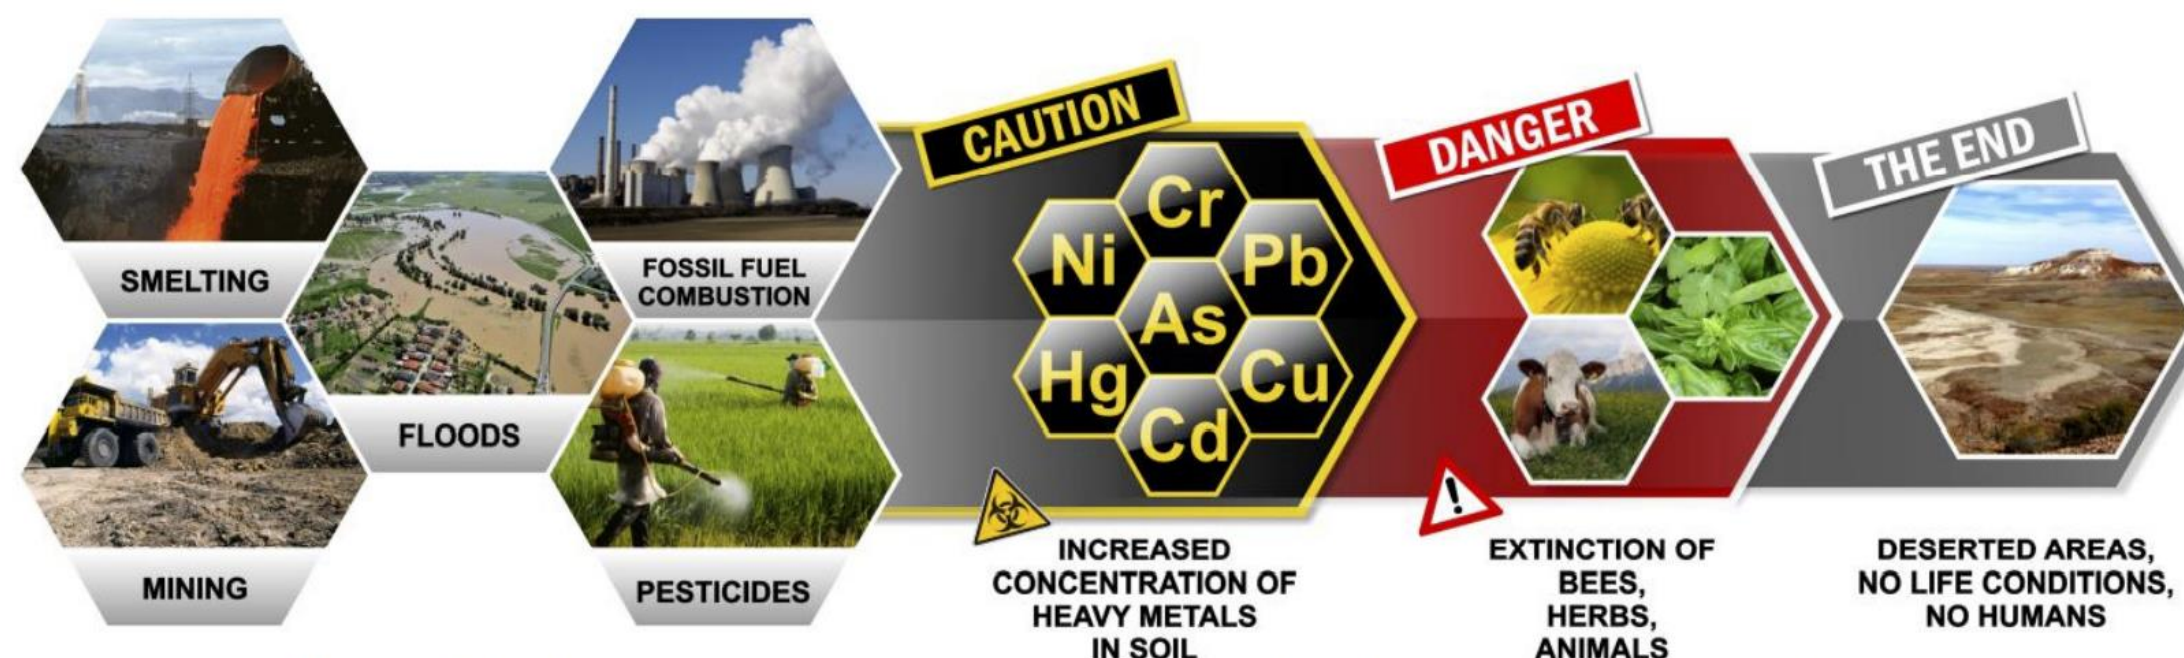 SMELTING
FLOODS
MINING
FOSSIL FUEL
COMBUSTION
PESTICIDES
CAUTION
Cr
Ni
Pb
As
Hg
Cu
Cd
INCREASED
CONCENTRATION OF
HEAVY METALS
IN SOIL
DANGER
EXTINCTION OF
BEES,
HERBS,
ANIMALS
THE END
DESERTED AREAS,
NO LIFE CONDITIONS,
NO HUMANS